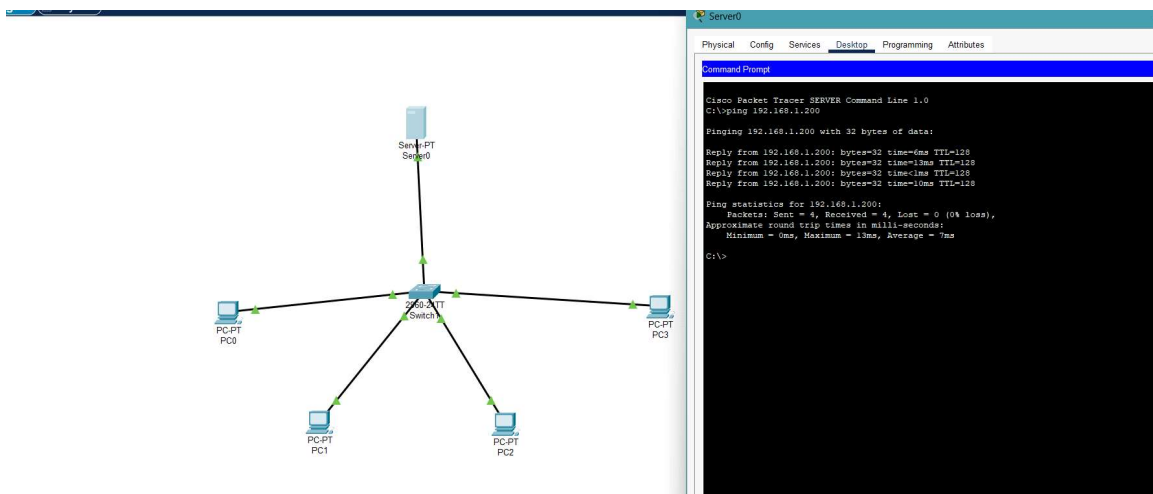 Server-PT
Server0
2960-24TT
Switch1
PC-PT
PC0
PC-PT
PC1
PC-PT
PC2
PC-PT
PC3
Server0
Physical Config Services Desktop Programming Attributes
Command Prompt
Cisco Packet Tracer SERVER Command Line 1.0
C:\>ping 192.168.1.200
Pinging 192.168.1.200 with 32 bytes of data:
Reply from 192.168.1.200: bytes=32 time=6ms TTL=128
Reply from 192.168.1.200: bytes=32 time=13ms TTL=128
Reply from 192.168.1.200: bytes=32 time<1ms TTL=128
Reply from 192.168.1.200: bytes=32 time=10ms TTL=128
Ping statistics for 192.168.1.200:
Packets: Sent = 4, Received = 4, Lost = 0 (0% loss),
Approximate round trip times in milli-seconds:
Minimum = 0ms, Maximum = 13ms, Average = 7ms
C:\>